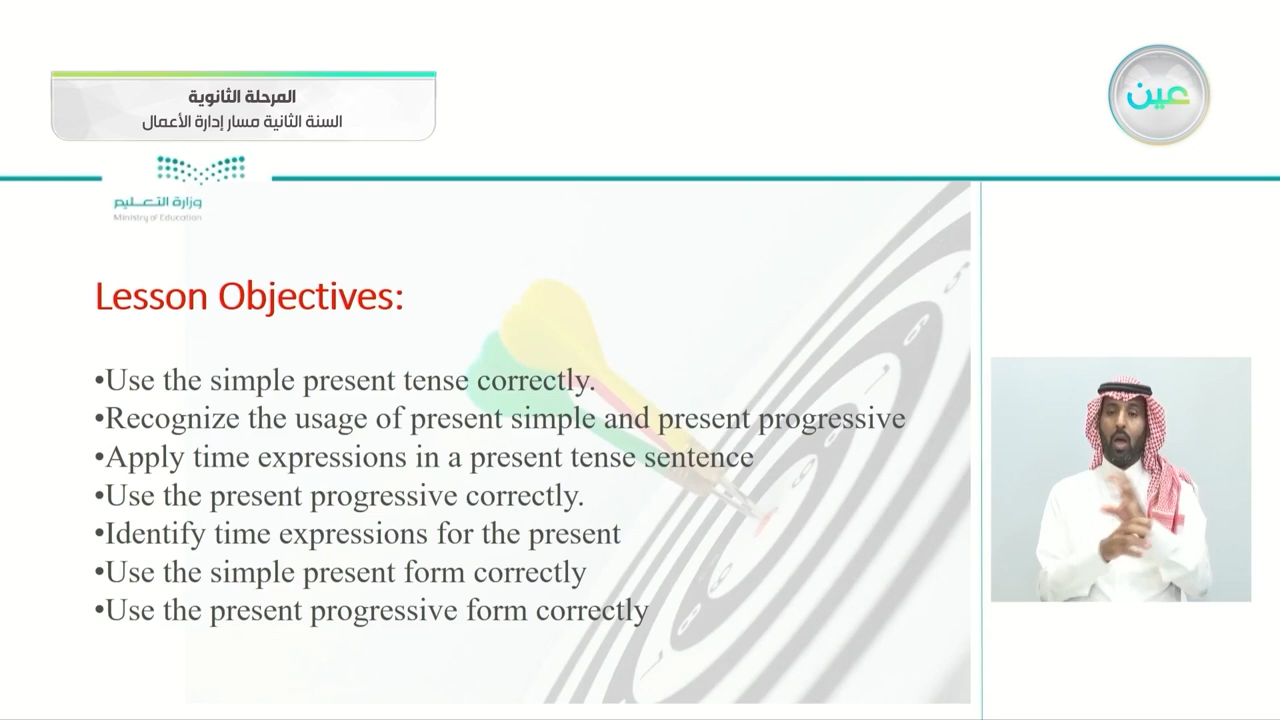 المرحلة الثانوية
السنة الثانية مسار إدارة الأعمال
عين
وزارة التعليم
Ministry of Education
Lesson Objectives:
•Use the simple present tense correctly.
•Recognize the usage of present simple and present progressive
•Apply time expressions in a present tense sentence
•Use the present progressive correctly.
•Identify time expressions for the present
•Use the simple present form correctly
•Use the present progressive form correctly